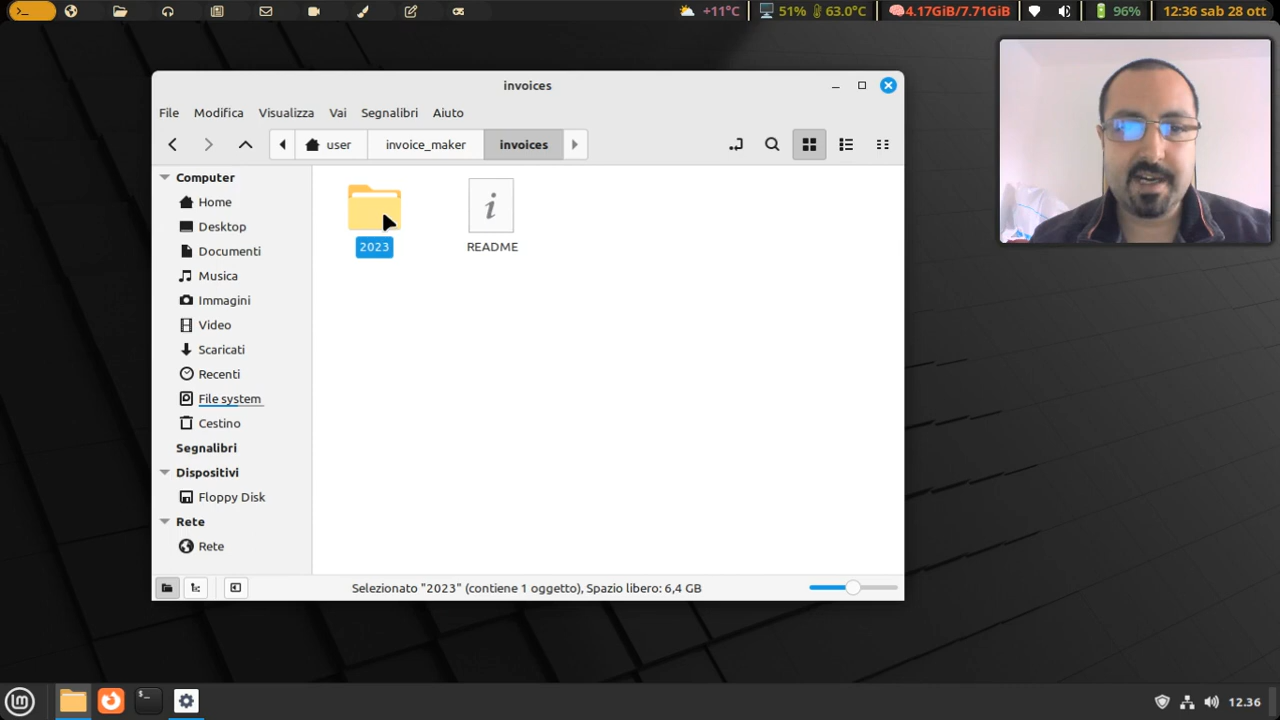 +11°C 51% 63.0°C 4.17GiB/7.71GiB 96% 12:36 sab 28 ott
invoices
File Modifica Visualizza Vai Segnalibri Aiuto
user invoice_maker invoices
Computer
Home
Desktop
Documenti
Musica
Immagini
Video
Scaricati
Recenti
File system
Cestino
Segnalibri
Dispositivi
Floppy Disk
Rete
Rete
2023
README
Selezionato "2023" (contiene 1 oggetto), Spazio libero: 6,4 GB
12.36